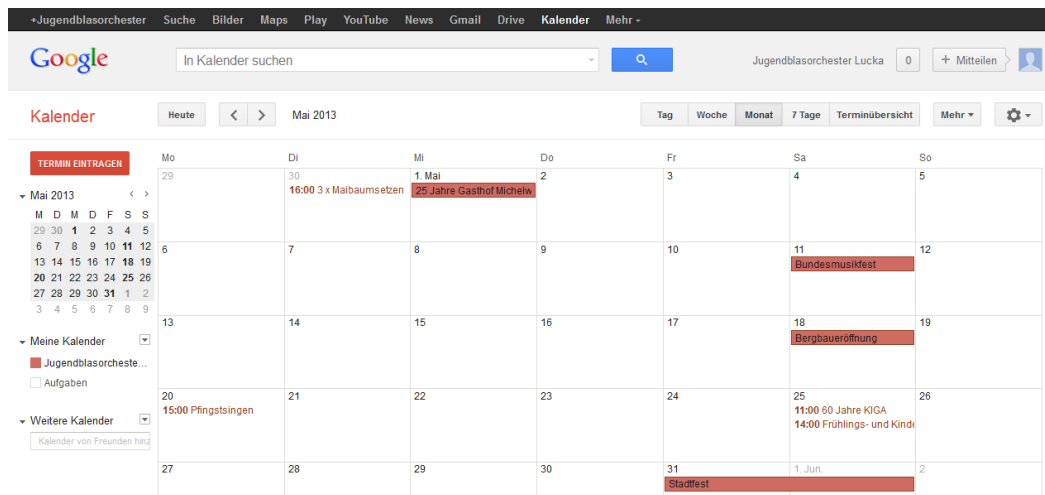 +Jugendblasorchester Suche Bilder Maps Play YouTube News Gmail Drive Kalender Mehr
Google
In Kalender suchen
Jugendblasorchester Lucka 0 + Mitteilen
Kalender
Heute < > Mai 2013
Tag Woche Monat 7 Tage Terminübersicht Mehr
TERMIN EINTRAGEN
Mai 2013 < >
M D M D F S S
29 30 1 2 3 4 5
6 7 8 9 10 11 12
13 14 15 16 17 18 19
20 21 22 23 24 25 26
27 28 29 30 31 1 2
3 4 5 6 7 8 9
Meine Kalender
Jugendblasorcheste...
Aufgaben
Weitere Kalender
Kalender von Freunden hinz
Mo Di Mi Do Fr Sa So
29 30 1. Mai 2 3 4 5
16:00 3 x Maibaumsetzen 25 Jahre Gasthof Michelw
6 7 8 9 10 11 12
Bundesmusikfest
13 14 15 16 17 18 19
Bergbaueröffnung
20 21 22 23 24 25 26
15:00 Pfingstsingen 11:00 60 Jahre KIGA
14:00 Frühlings- und Kinde
27 28 29 30 31 1. Jun. 2
Stadtfest